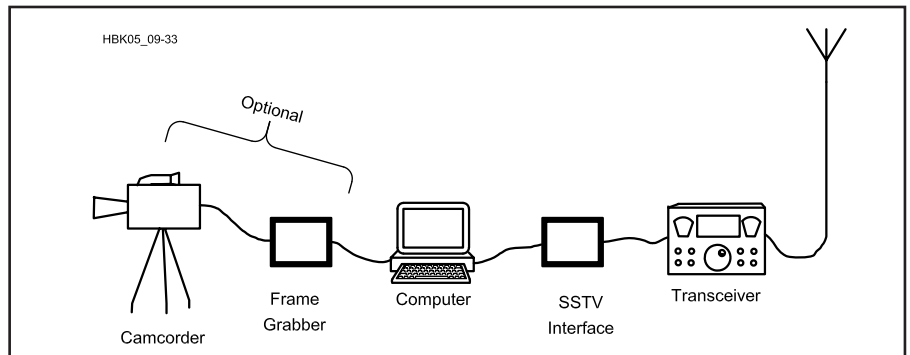 HBK05_09-33
Optional
Camcorder
Frame
Grabber
Computer
SSTV
Interface
Transceiver